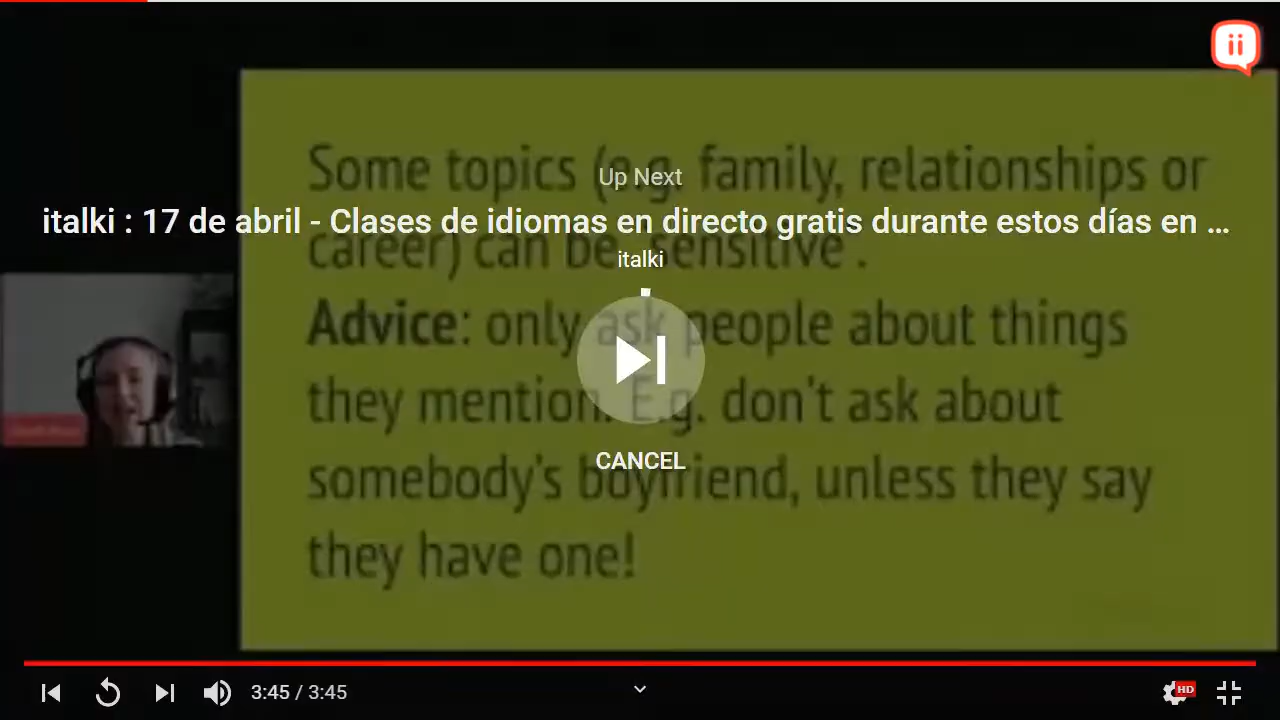 Some topics (e.g. family, relationships or
Up Next
italki : 17 de abril - Clases de idiomas en directo gratis durante estos días en ...
career) can be sensitive .
italki
Advice: only ask people about things
they mention. E.g. don't ask about
CANCEL
somebody's boyfriend, unless they say
they have one!
3:45 / 3:45
HD